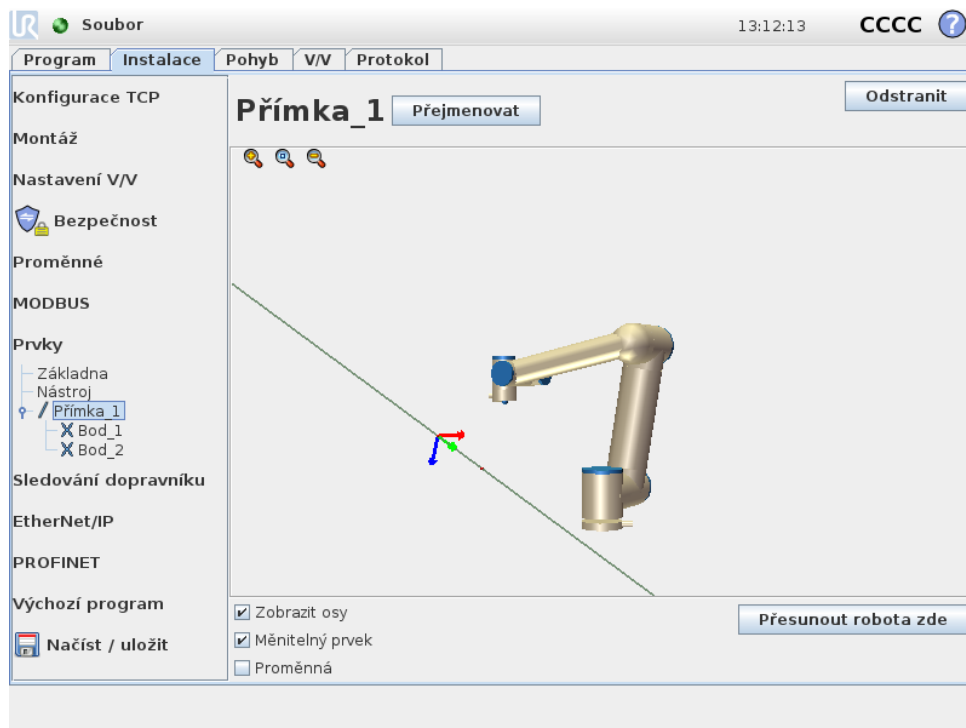 UR Soubor 13:12:13 CCCC ?
Program Instalace Pohyb V/V Protokol
Konfigurace TCP
Montáž
Nastavení V/V
Bezpečnost
Proměnné
MODBUS
Prvky
Základna
Nástroj
Přímka_1
Bod_1
Bod_2
Sledování dopravníku
EtherNet/IP
PROFINET
Výchozí program
Načíst / uložit
Přímka_1 Přejmenovat Odstranit
Zobrazit osy
Měnitelný prvek
Proměnná
Přesunout robota zde